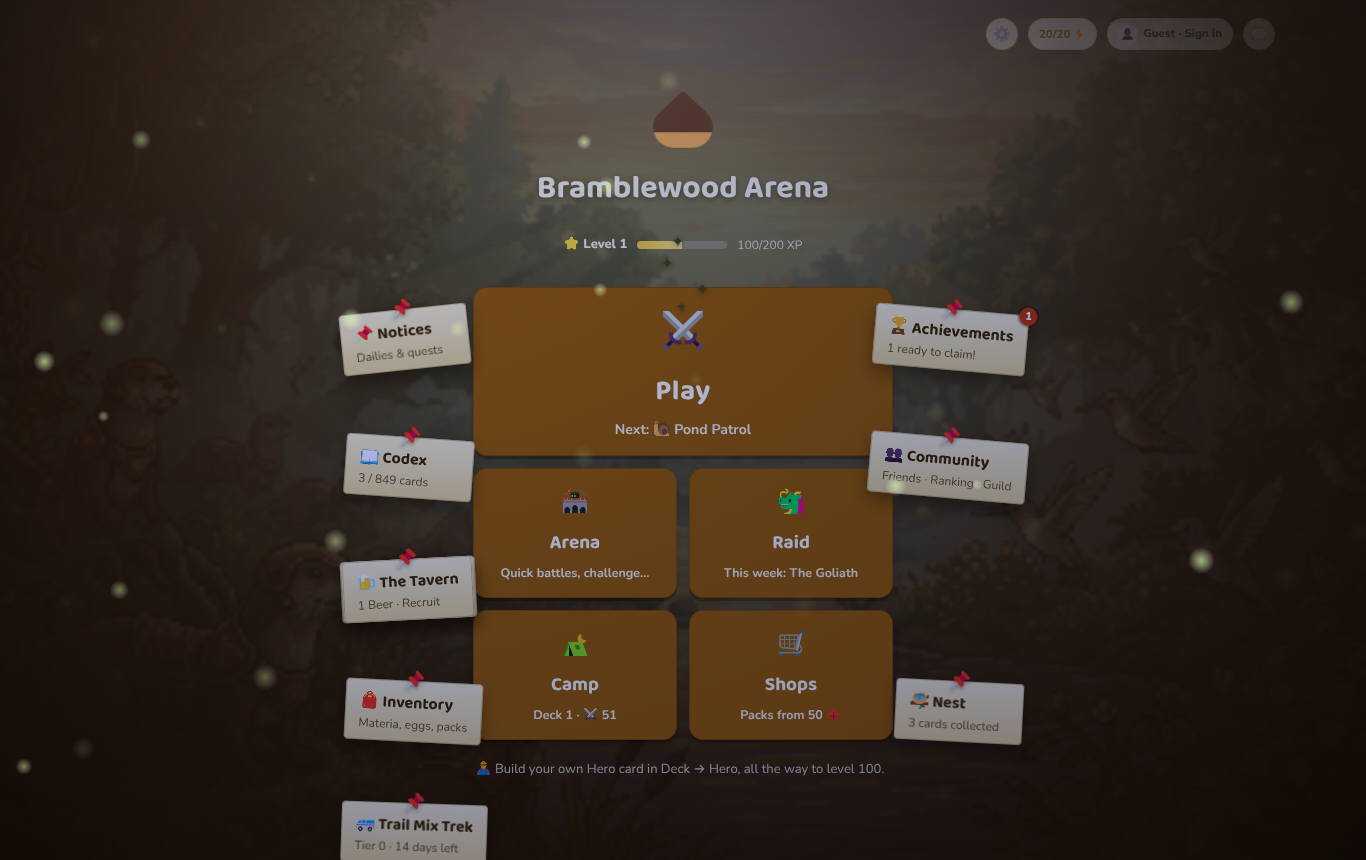 20/20
Guest · Sign in
Bramblewood Arena
Level 1
100/200 XP
Notices
Dailies & quests
Play
Next: Pond Patrol
Achievements
1
1 ready to claim!
Codex
3 / 849 cards
Community
Friends · Ranking · Guild
Arena
Quick battles, challenge...
Raid
This week: The Goliath
The Tavern
1 Beer · Recruit
Camp
Deck 1 · 51
Shops
Packs from 50
Inventory
Materia, eggs, packs
Nest
3 cards collected
Build your own Hero card in Deck → Hero, all the way to level 100.
Trail Mix Trek
Tier 0 · 14 days left